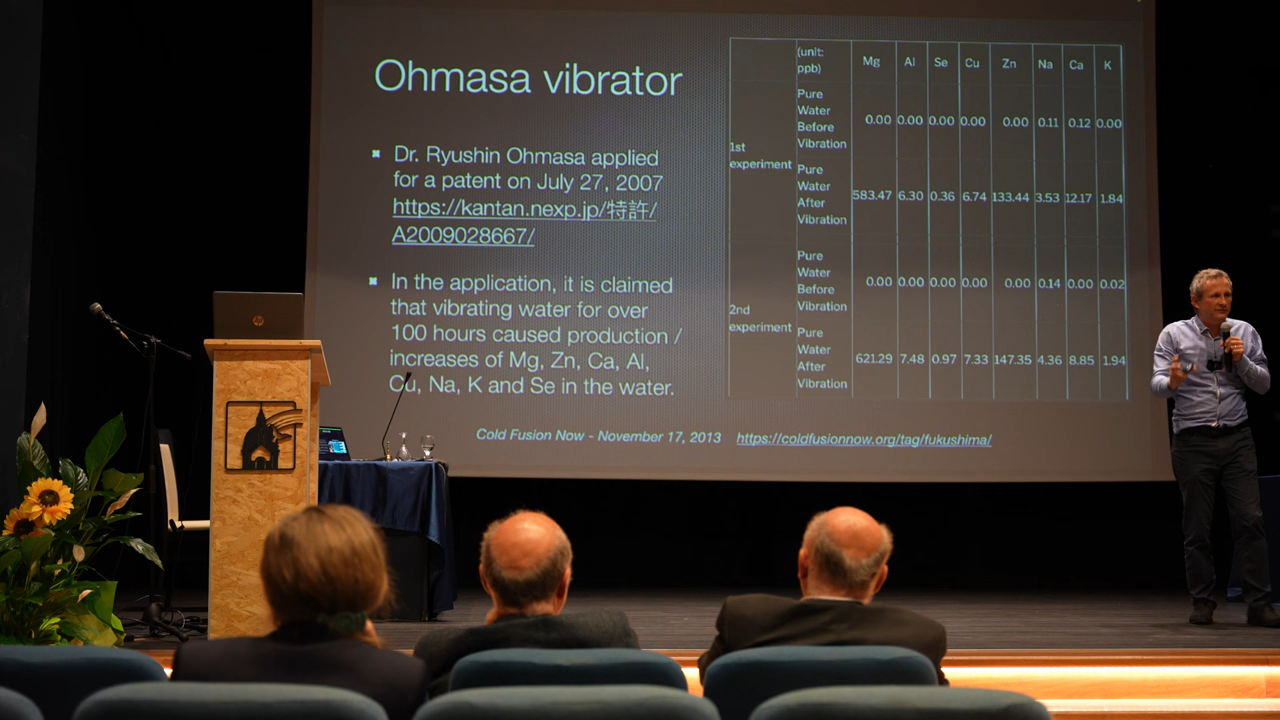 Ohmasa vibrator
Dr. Ryushin Ohmasa applied
for a patent on July 27, 2007
https://kantan.nexp.jp/特許/
A2009028667/
In the application, it is claimed
that vibrating water for over
100 hours caused production /
increases of Mg, Zn, Ca, Al,
Cu, Na, K and Se in the water.
(unit:
ppb)
Mg Al Se Cu Zn Na Ca K
1st
experiment
Pure
Water
Before
Vibration
0.00 0.00 0.00 0.00 0.00 0.11 0.12 0.00
Pure
Water
After
Vibration
583.47 6.30 0.36 6.74 133.44 3.53 12.17 1.84
2nd
experiment
Pure
Water
Before
Vibration
0.00 0.00 0.00 0.00 0.00 0.14 0.00 0.02
Pure
Water
After
Vibration
621.29 7.48 0.97 7.33 147.35 4.36 8.85 1.94
Cold Fusion Now - November 17, 2013 https://coldfusionnow.org/tag/fukushima/
hp